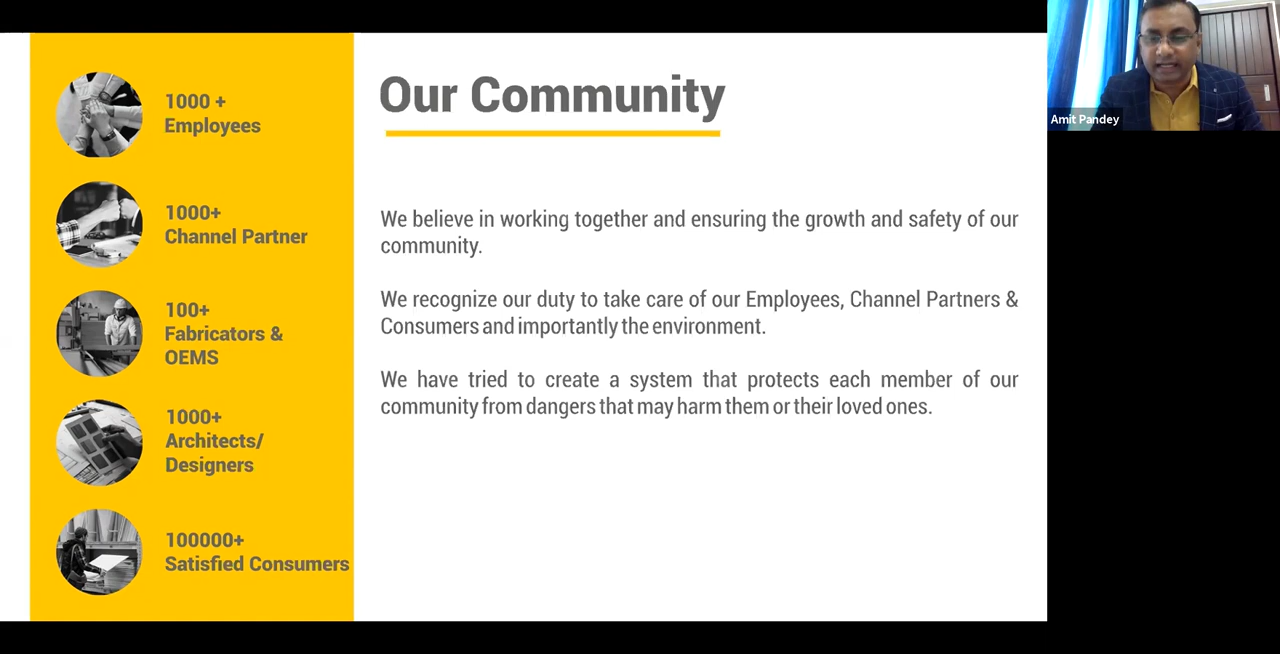 1000 +
Employees
1000+
Channel Partner
100+
Fabricators &
OEMS
1000+
Architects/
Designers
100000+
Satisfied Consumers
Our Community
We believe in working together and ensuring the growth and safety of our
community.
We recognize our duty to take care of our Employees, Channel Partners &
Consumers and importantly the environment.
We have tried to create a system that protects each member of our
community from dangers that may harm them or their loved ones.
Amit Pandey